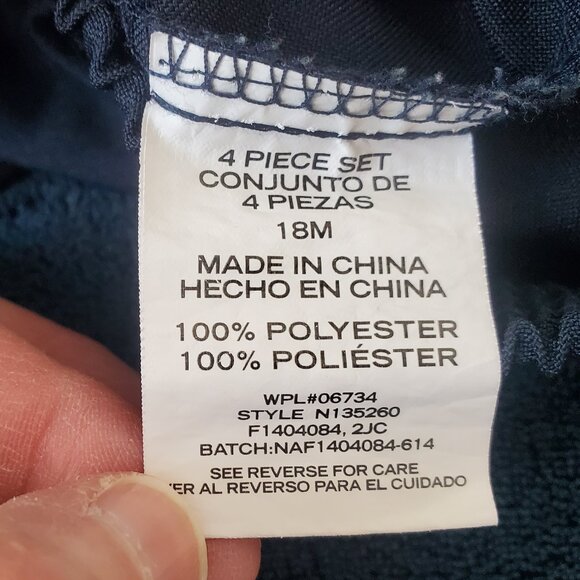 4 PIECE SET
CONJUNTO DE
4 PIEZAS
18M
MADE IN CHINA
HECHO EN CHINA
100% POLYESTER
100% POLIÉSTER
WPL#06734
STYLE N135260
F1404084, 2JC
BATCH:NAF1404084-614
SEE REVERSE FOR CARE
ER AL REVERSO PARA EL CUIDADO